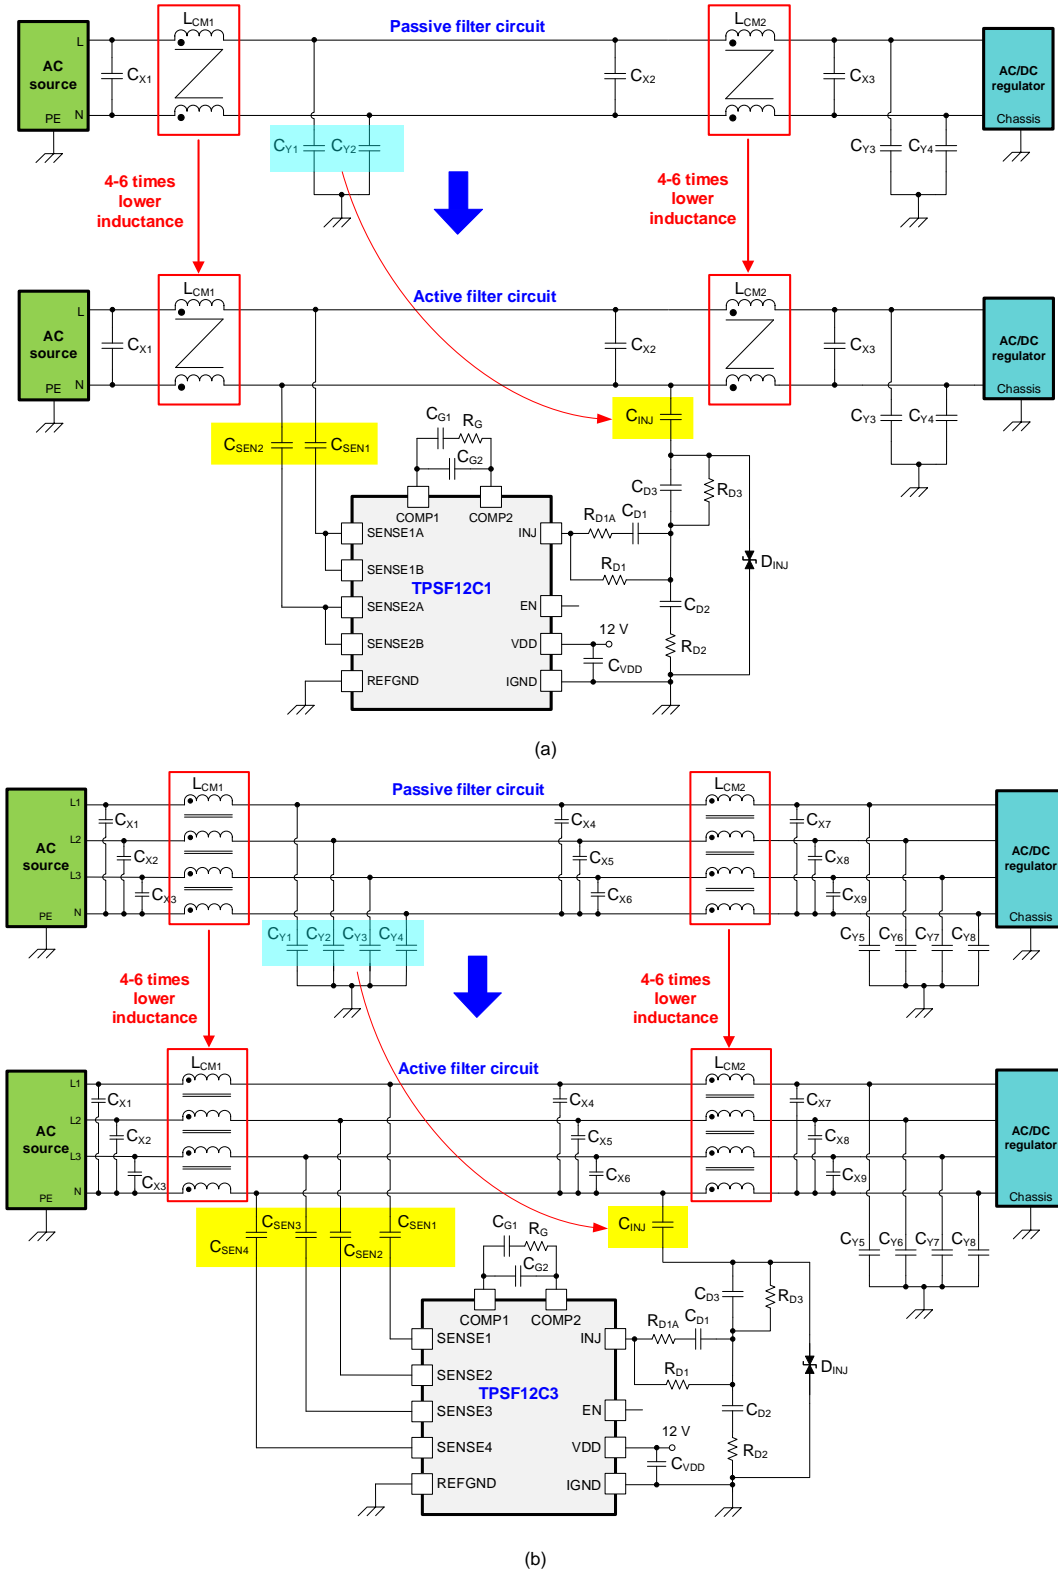 LCM1
Passive filter circuit
LCM2
L
AC
source
CX1
CX2
CX3
AC/DC
regulator
PE
N
Chassis
CY1
CY2
CY3
CY4
4-6 times
lower
inductance
4-6 times
lower
inductance
LCM1
Active filter circuit
LCM2
L
AC
source
CX1
CX2
CX3
AC/DC
regulator
PE
N
Chassis
CINJ
CY3
CY4
CSEN2
CSEN1
CG1
RG
CG2
COMP1
COMP2
CD3
RD3
RD1A
CD1
SENSE1A
INJ
RD1
DINJ
SENSE1B
TPSF12C1
SENSE2A
EN
CD2
12 V
SENSE2B
VDD
CVDD
RD2
REFGND
IGND
(a)
LCM1
Passive filter circuit
LCM2
L1
CX1
CX4
CX7
AC
source
L2
CX2
CX5
CX8
AC/DC
regulator
L3
CX3
CX6
CX9
PE
N
Chassis
CY1
CY2
CY3
CY4
CY5
CY6
CY7
CY8
4-6 times
lower
inductance
4-6 times
lower
inductance
LCM1
Active filter circuit
LCM2
L1
CX1
CX4
CX7
AC
source
L2
CX2
CX5
CX8
AC/DC
regulator
L3
CX3
CX6
CX9
PE
N
Chassis
CSEN4
CSEN3
CSEN2
CSEN1
CINJ
CY5
CY6
CY7
CY8
CG1
RG
CG2
COMP1
COMP2
CD3
RD3
RD1A
CD1
SENSE1
INJ
RD1
DINJ
SENSE2
TPSF12C3
SENSE3
EN
CD2
12 V
SENSE4
VDD
CVDD
RD2
REFGND
IGND
(b)